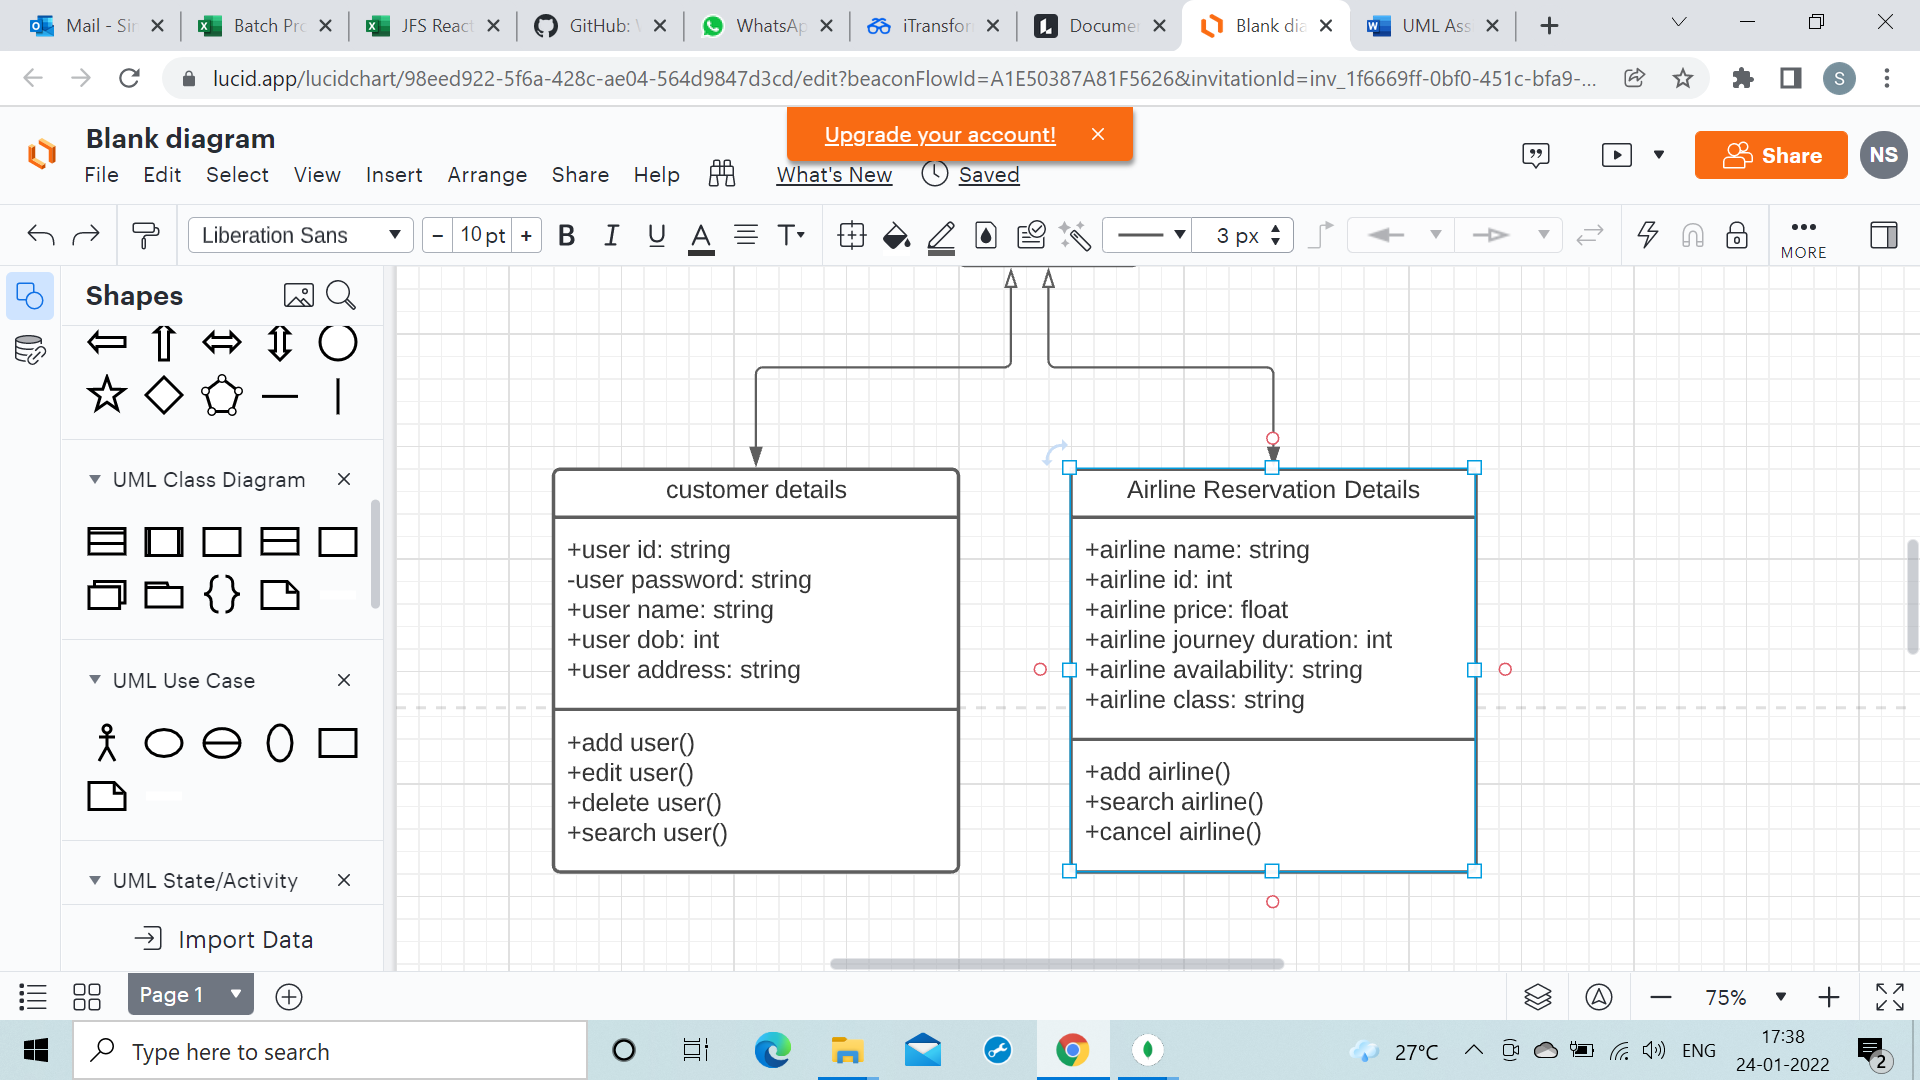 Mail - Sir
Batch Pro
JFS React
GitHub: 
WhatsAp
iTransfor
Documer
Blank dia
UML Ass
lucid.app/lucidchart/98eed922-5f6a-428c-ae04-564d9847d3cd/edit?beaconFlowId=A1E50387A81F5626&invitationId=inv_1f6669ff-0bf0-451c-bfa9-...
S
Blank diagram
Upgrade your account!
File Edit Select View Insert Arrange Share Help What's New Saved
Share
NS
Liberation Sans
- 10 pt +
B I U A T
3 px
MORE
Shapes
UML Class Diagram
UML Use Case
UML State/Activity
Import Data
customer details
+user id: string
-user password: string
+user name: string
+user dob: int
+user address: string
+add user()
+edit user()
+delete user()
+search user()
Airline Reservation Details
+airline name: string
+airline id: int
+airline price: float
+airline journey duration: int
+airline availability: string
+airline class: string
+add airline()
+search airline()
+cancel airline()
Page 1
75%
Type here to search
27°C
ENG
17:38
24-01-2022
2